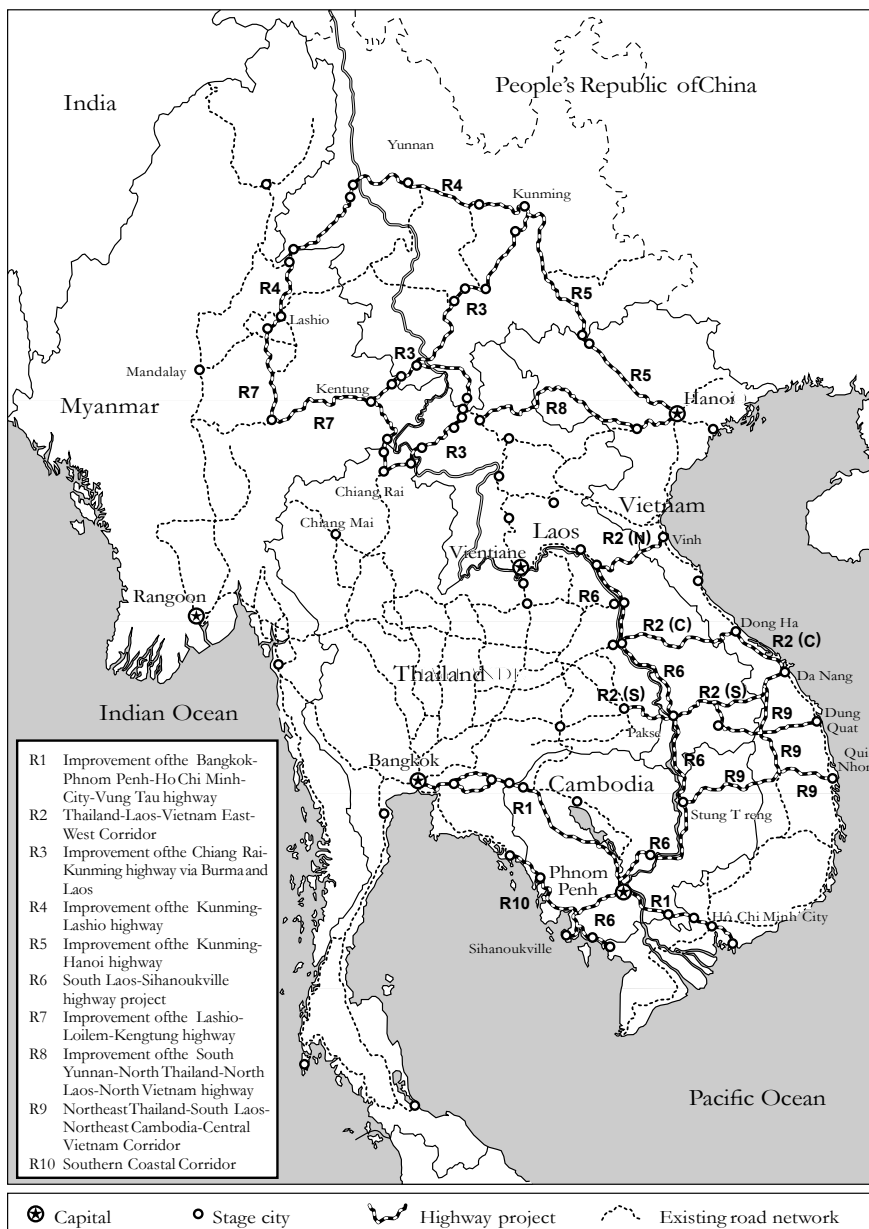 People's Republic ofChina
India
Yunnan
R4
Kunming
R4
R3
R5
Lashio
R3
R5
Mandalay
Kentung
Hanoi
R7
R8
Myanmar
R7
R3
Chiang Rai
Vietnam
Chiang Mai
Laos
R2 (N)
Vinh
Vientiane
Rangoon
R6
Dong Ha
R2 (C)
R2 (C)
Thailand
R6
Da Nang
Indian Ocean
R2 (S)
R2 (S)
Dung
Quat
Pakse
R9
Bangkok
R6
R9
Qui
Nhon
Cambodia
R9
R1
R9
Stung T reng
R6
Phnom
Penh
R10
R1
R6
Hô Chi Minh City
Sihanoukville
Pacific Ocean
R1 Improvement ofthe Bangkok-
Phnom Penh-Ho Chi Minh-
City-Vung Tau highway
R2 Thailand-Laos-Vietnam East-
West Corridor
R3 Improvement ofthe Chiang Rai-
Kunming highway via Burma and
Laos
R4 Improvement ofthe Kunming-
Lashio highway
R5 Improvement ofthe Kunming-
Hanoi highway
R6 South Laos-Sihanoukville
highway project
R7 Improvement ofthe Lashio-
Loilem-Kengtung highway
R8 Improvement ofthe South
Yunnan-North Thailand-North
Laos-North Vietnam highway
R9 Northeast Thailand-South Laos-
Northeast Cambodia-Central
Vietnam Corridor
R10 Southern Coastal Corridor
Capital
Stage city
Highway project
Existing road network